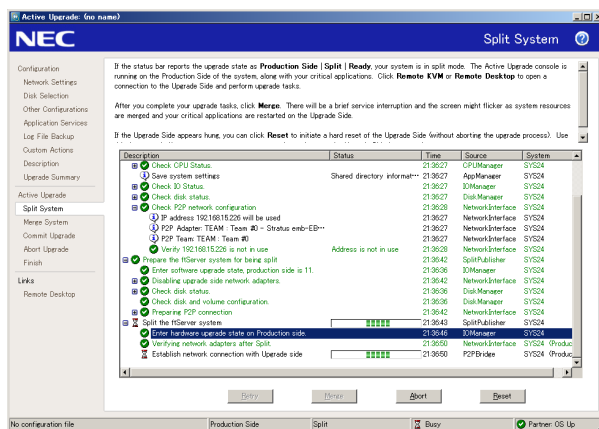 Active Upgrade: (no name)
NEC
Split System
Configuration
Network Settings
Disk Selection
Other Configurations
Application Services
Log File Backup
Custom Actions
Description
Upgrade Summary
Active Upgrade
Split System
Merge System
Commit Upgrade
Abort Upgrade
Finish
Links
Remote Desktop
If the status bar reports the upgrade state as Production Side | Split | Ready, your system is in split mode. The Active Upgrade console is
running on the Production Side of the system, along with your critical applications. Click Remote KVM or Remote Desktop to open a
connection to the Upgrade Side and perform upgrade tasks.
After you complete your upgrade tasks, click Merge. There will be a brief service interruption and the screen might flicker as system resources
are merged and your critical applications are restarted on the Upgrade Side.
If the Upgrade Side appears hung, you can click Reset to initiate a hard reset of the Upgrade Side (without aborting the upgrade process). Use
Description Status Time Source System
Check CPU Status. 21:36:27 CPUManager SYS24
Save system settings Shared directory informat··· 21:36:27 AppManager SYS24
Check IO Status. 21:36:27 IOManager SYS24
Check disk status. 21:36:27 DiskManager SYS24
Check P2P network configuration 21:36:28 NetworkInterface SYS24
IP address 192.168.15.226 will be used 21:36:27 NetworkInterface SYS24
P2P Adapter: TEAM : Team #0 - Stratus emb-EB··· 21:36:27 NetworkInterface SYS24
P2P Team: TEAM : Team #0 21:36:27 NetworkInterface SYS24
Verify 192.168.15.226 is not in use Address is not in use 21:36:28 NetworkInterface SYS24
Prepare the ftServer system for being split 21:36:42 SplitPublisher SYS24
Enter software upgrade state, production side is 11. 21:36:36 IOManager SYS24
Disabling upgrade side network adapters. 21:36:42 NetworkInterface SYS24
Check disk status. 21:36:36 DiskManager SYS24
Check disk and volume configuration. 21:36:36 DiskManager SYS24
Preparing P2P connection 21:36:42 NetworkInterface SYS24
Split the ftServer system 21:36:43 SplitPublisher SYS24
Enter hardware upgrade state on Production side. 21:36:46 IOManager SYS24
Verifying network adapters after Split. 21:36:50 NetworkInterface SYS24 (Produc
Establish network connection with Upgrade side 21:36:50 P2PBridge SYS24 (Produc
Retry Merge Abort Reset
No configuration file Production Side Split Busy Partner: OS Up